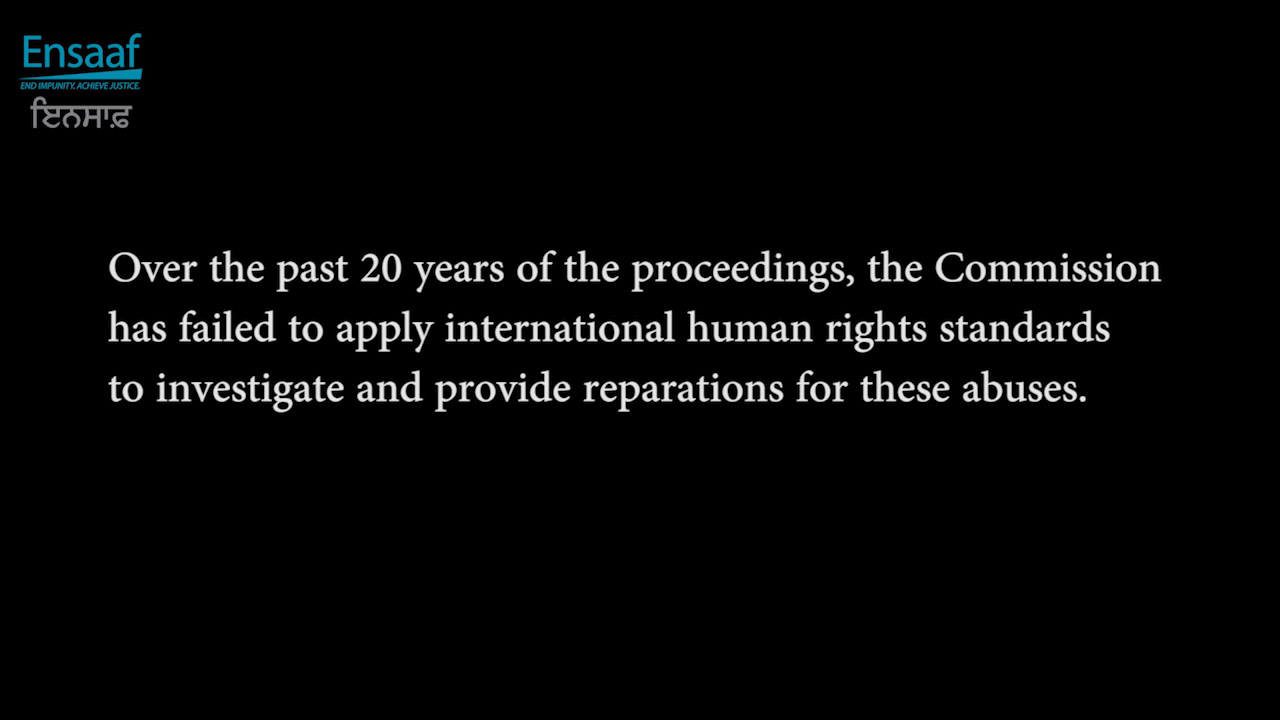 Ensaaf
END IMPUNITY. ACHIEVE JUSTICE.
ਇਨਸਾਫ਼
Over the past 20 years of the proceedings, the Commission
has failed to apply international human rights standards
to investigate and provide reparations for these abuses.